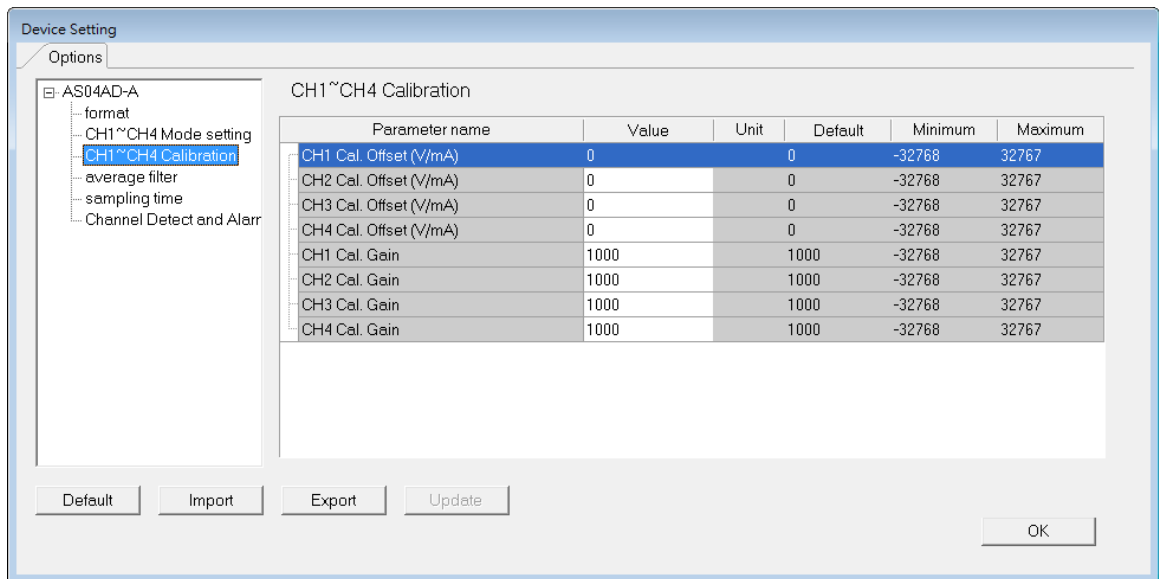 Device Setting
Options
AS04AD-A
format
CH1~CH4 Mode setting
CH1~CH4 Calibration
average filter
sampling time
Channel Detect and Alarr
CH1~CH4 Calibration
Parameter name Value Unit Default Minimum Maximum
CH1 Cal. Offset (V/mA) 0 0 -32768 32767
CH2 Cal. Offset (V/mA) 0 0 -32768 32767
CH3 Cal. Offset (V/mA) 0 0 -32768 32767
CH4 Cal. Offset (V/mA) 0 0 -32768 32767
CH1 Cal. Gain 1000 1000 -32768 32767
CH2 Cal. Gain 1000 1000 -32768 32767
CH3 Cal. Gain 1000 1000 -32768 32767
CH4 Cal. Gain 1000 1000 -32768 32767
Default Import Export Update
OK